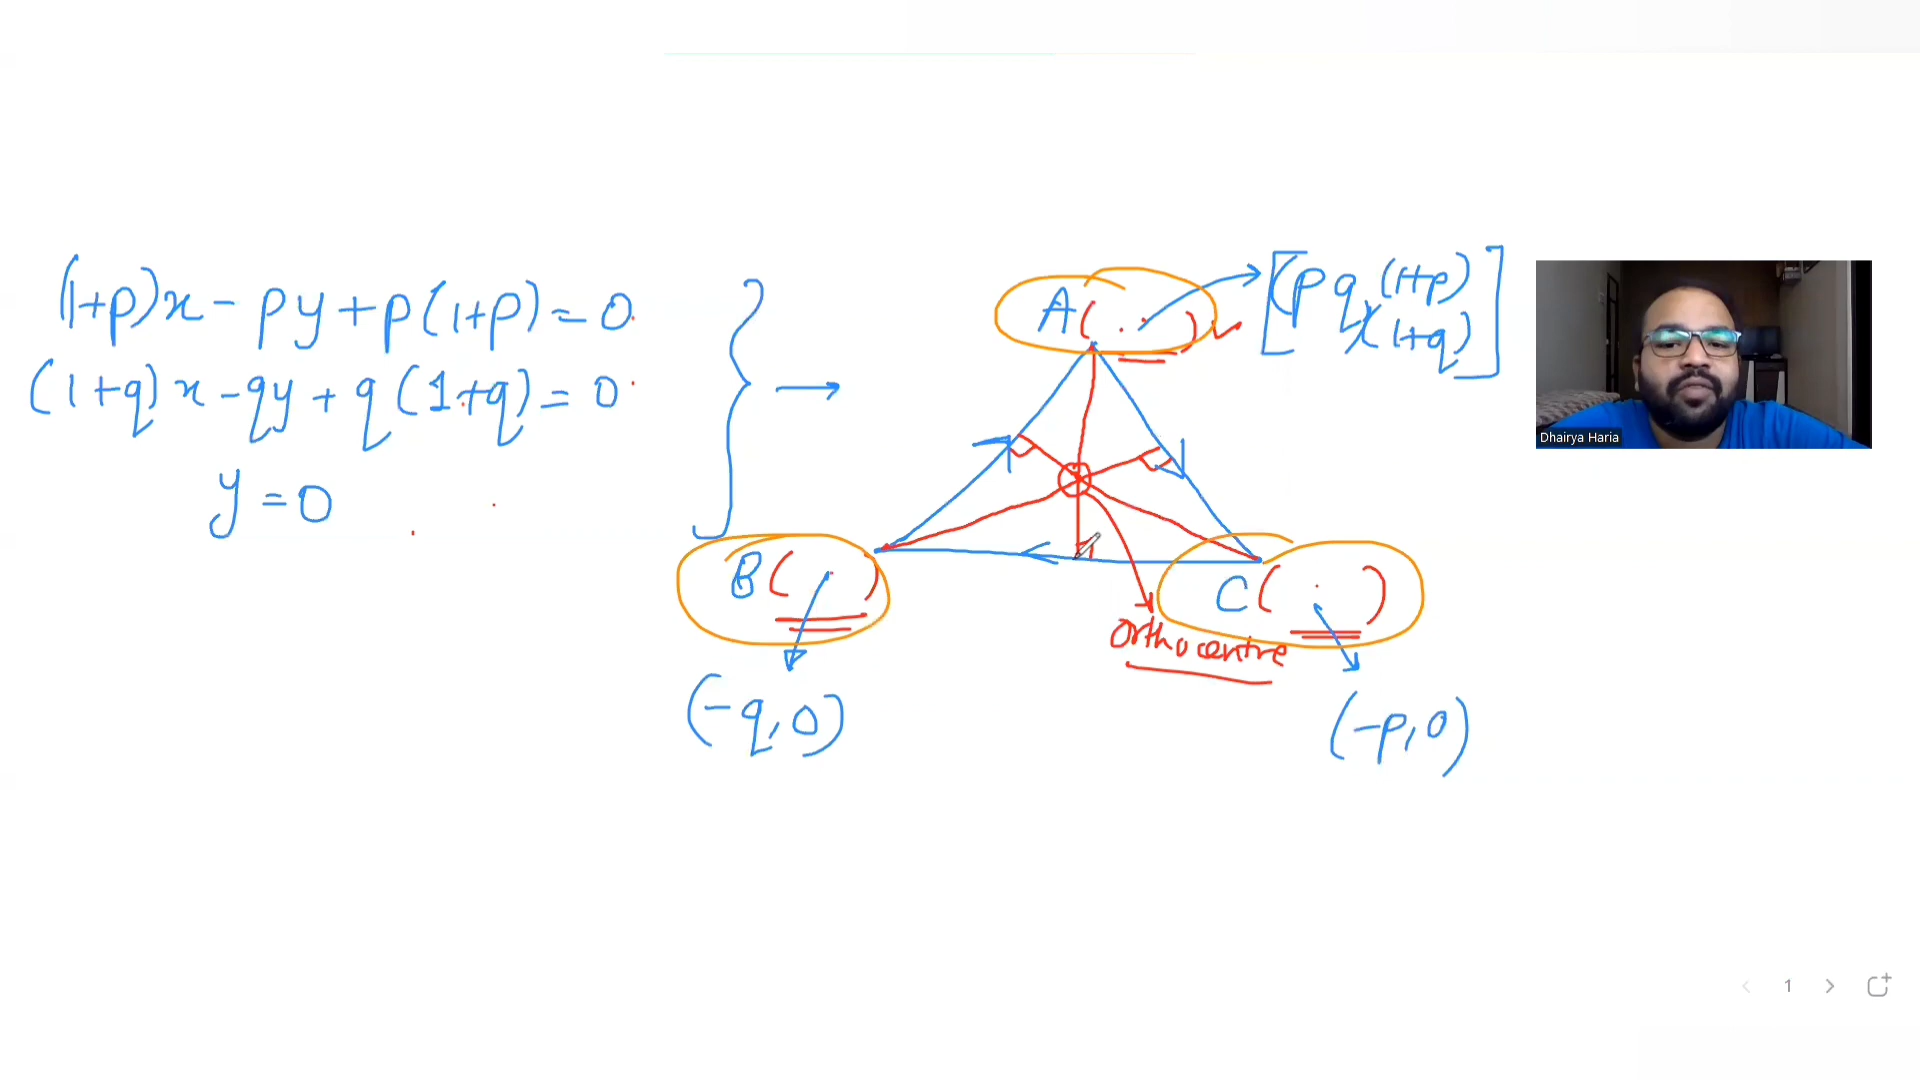 (1+p)x - py + p(1+p) = 0
(1+q)x - qy + q(1+q) = 0
y = 0
A( )
[(pq, (1+p)
x(1+q)]
Dhairya Haria
B( )
C( )
Orthocentre
(-q, 0)
(-p, 0)
1